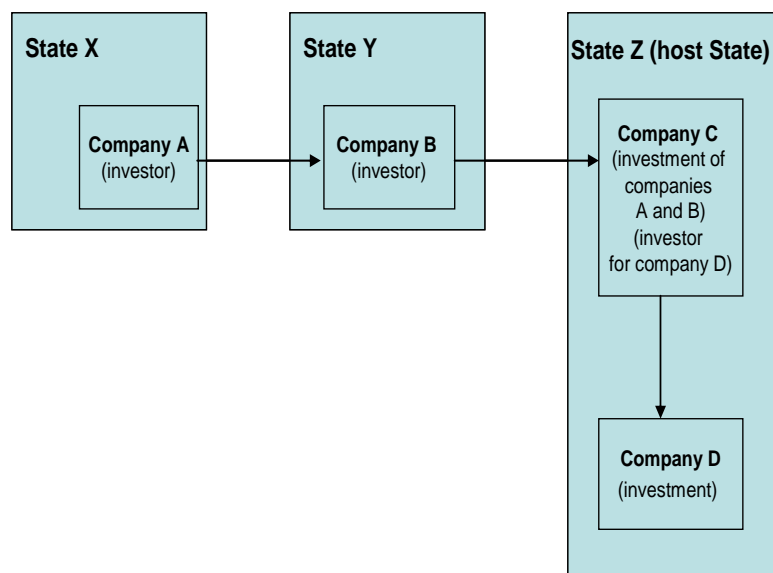 State X
Company A
(investor)
State Y
Company B
(investor)
State Z (host State)
Company C
(investment of
companies
A and B)
(investor
for company D)
Company D
(investment)